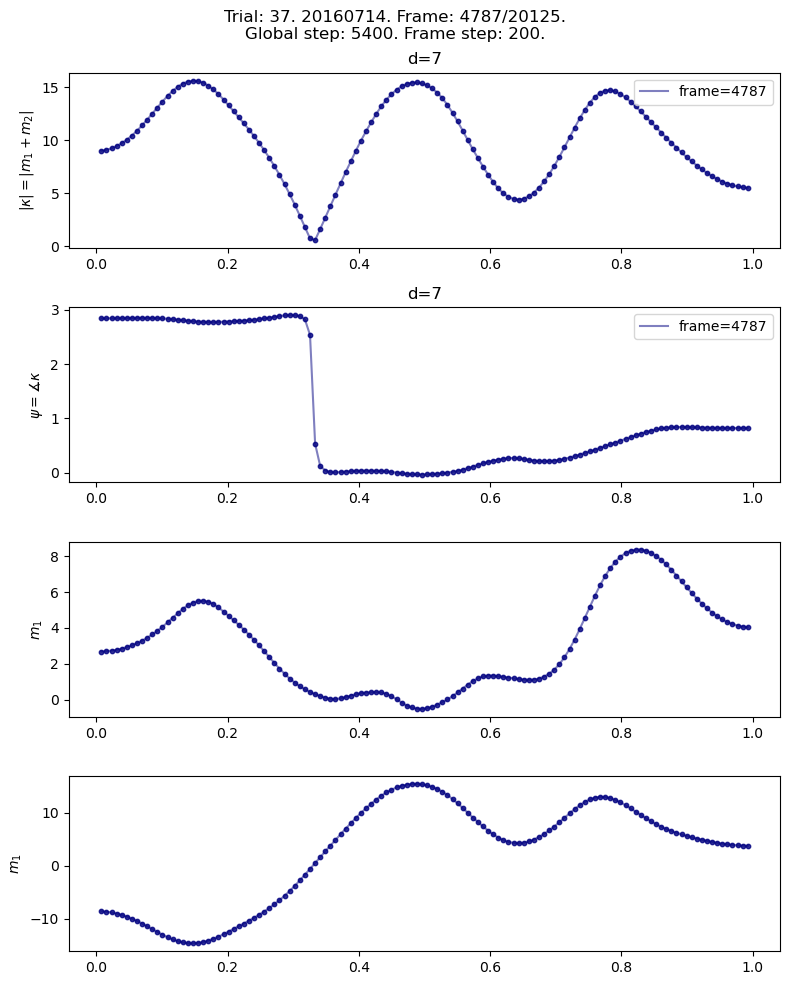 Trial: 37. 20160714. Frame: 4787/20125.
Global step: 5400. Frame step: 200.
d=7
|κ| = |m₁ + m₂|
15
10
5
0
frame=4787
0.0 0.2 0.4 0.6 0.8 1.0
d=7
ψ = ∡κ
3
2
1
0
frame=4787
0.0 0.2 0.4 0.6 0.8 1.0
m₁
8
6
4
2
0
0.0 0.2 0.4 0.6 0.8 1.0
m₁
10
0
−10
0.0 0.2 0.4 0.6 0.8 1.0